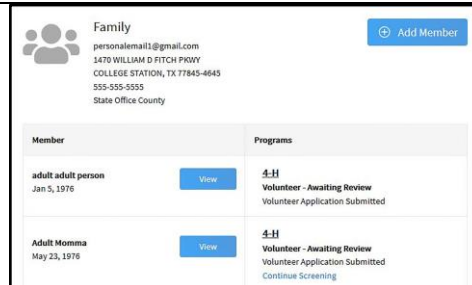 Family
Add Member
personalemail1@gmail.com
1470 WILLIAM D FITCH PKWY
COLLEGE STATION, TX 77845-4645
555-555-5555
State Office County
Member
Programs
adult adult person
Jan 5, 1976
View
4-H
Volunteer - Awaiting Review
Volunteer Application Submitted
Adult Momma
May 23, 1976
View
4-H
Volunteer - Awaiting Review
Volunteer Application Submitted
Continue Screening